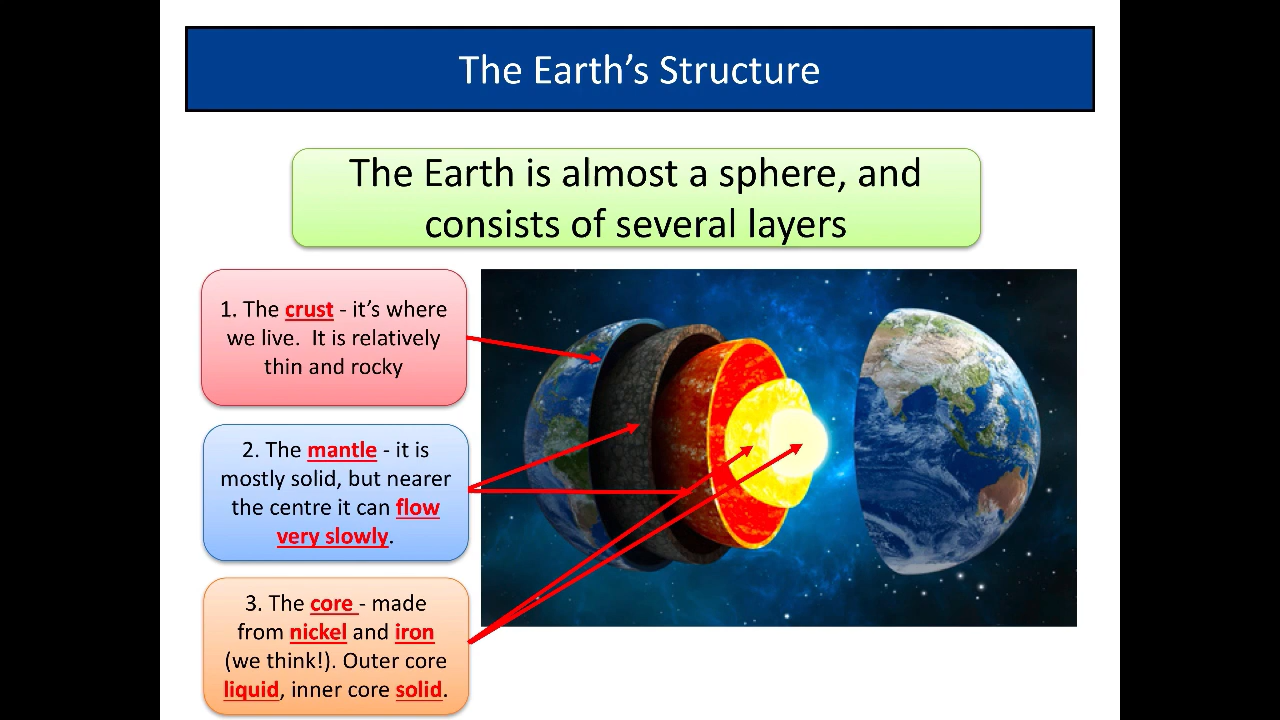 The Earth’s Structure
The Earth is almost a sphere, and
consists of several layers
1. The crust - it’s where
we live.  It is relatively
thin and rocky
2. The mantle - it is
mostly solid, but nearer
the centre it can flow
very slowly.
3. The core - made
from nickel and iron
(we think!). Outer core
liquid, inner core solid.